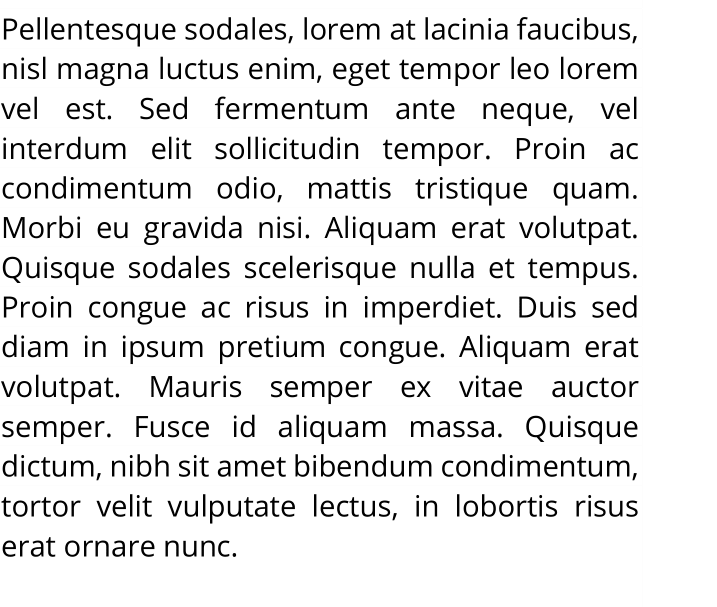 Pellentesque sodales, lorem at lacinia faucibus,
nisl magna luctus enim, eget tempor leo lorem
vel est. Sed fermentum ante neque, vel
interdum elit sollicitudin tempor. Proin ac
condimentum odio, mattis tristique quam.
Morbi eu gravida nisi. Aliquam erat volutpat.
Quisque sodales scelerisque nulla et tempus.
Proin congue ac risus in imperdiet. Duis sed
diam in ipsum pretium congue. Aliquam erat
volutpat. Mauris semper ex vitae auctor
semper. Fusce id aliquam massa. Quisque
dictum, nibh sit amet bibendum condimentum,
tortor velit vulputate lectus, in lobortis risus
erat ornare nunc.